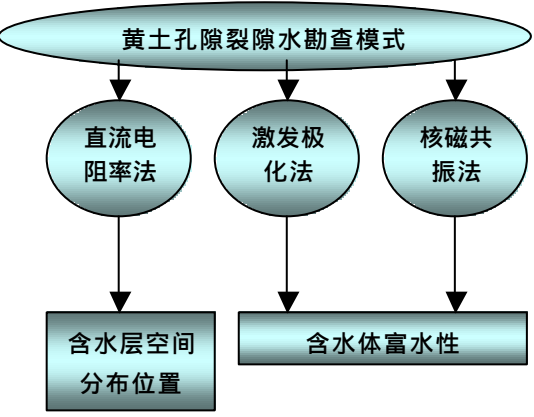 黄土孔隙裂隙水勘查模式
直流电
阻率法
激发极
化法
核磁共
振法
含水层空间
分布位置
含水体富水性